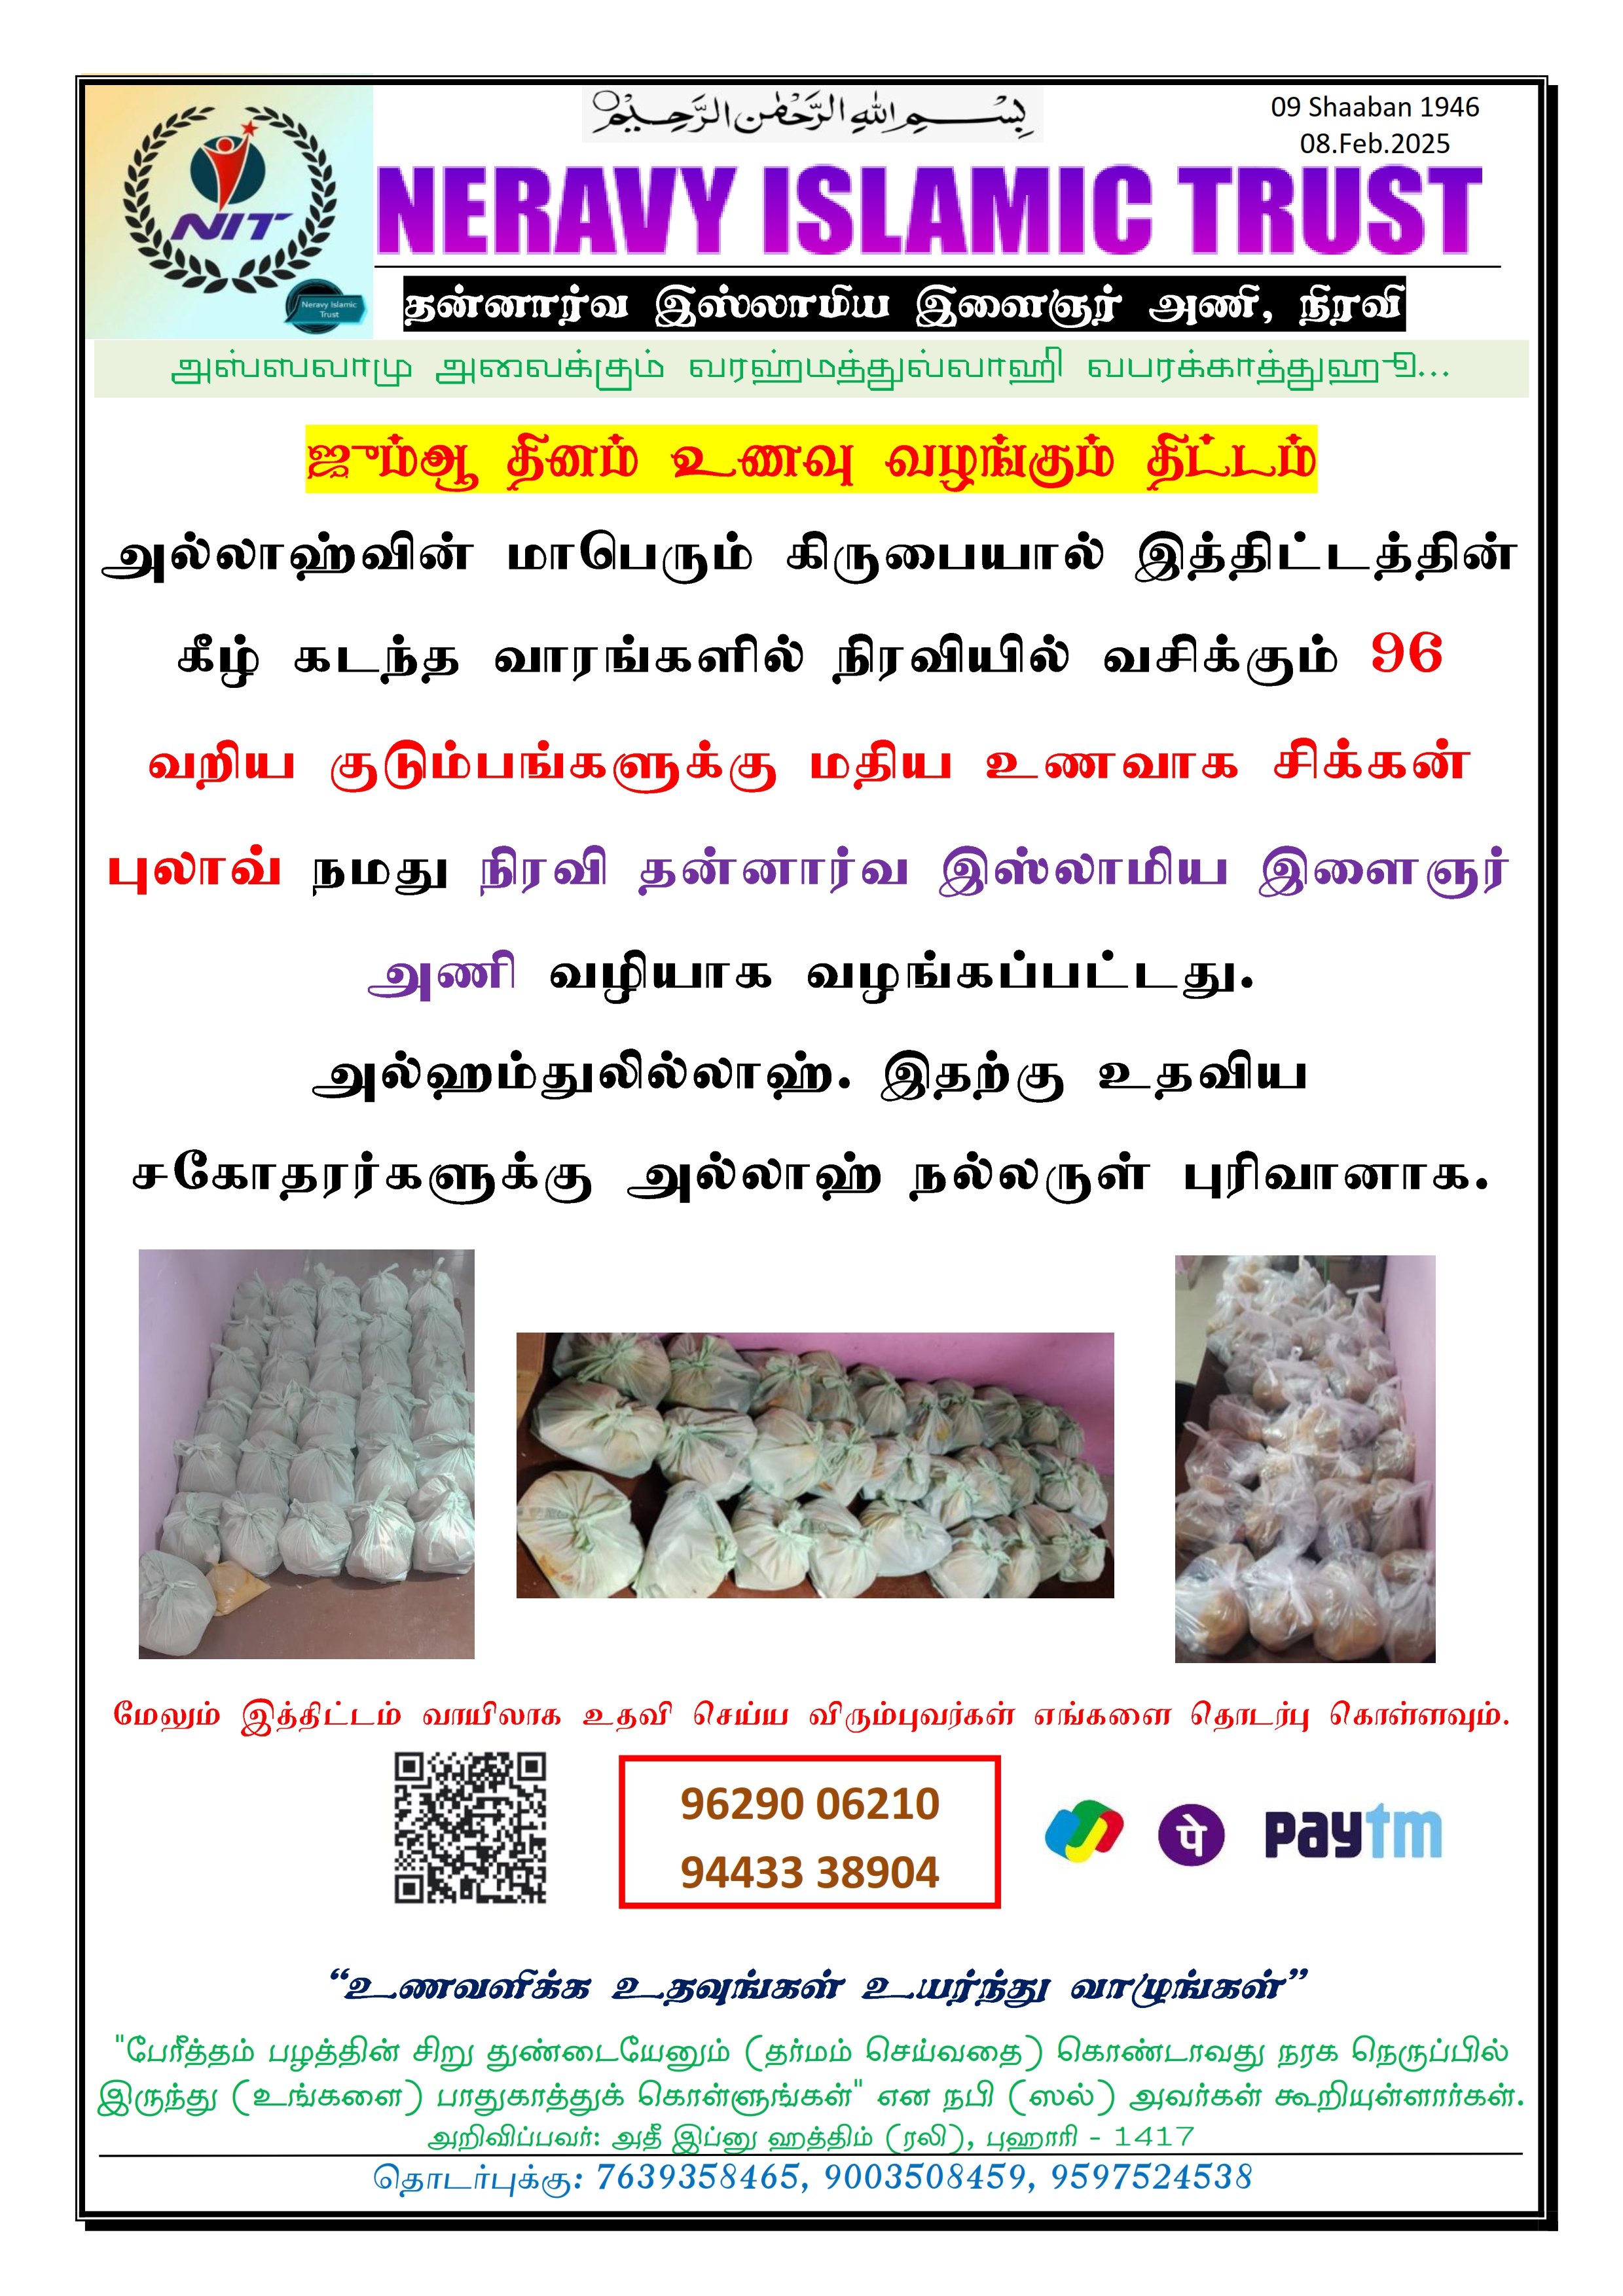 بِسْمِ اللهِ الرَّحْمٰنِ الرَّحِيْمِ
09 Shaaban 1946
08.Feb.2025
NIT
Neravy Islamic
Trust
NERAVY ISLAMIC TRUST
தன்னார்வ இஸ்லாமிய இளைஞர் அணி, நிரவி
அஸ்ஸலாமு அலைக்கும் வரஹ்மத்துல்லாஹி வபரக்காத்துஹூ...
ஜும்ஆ தினம் உணவு வழங்கும் திட்டம்
அல்லாஹ்வின் மாபெரும் கிருபையால் இத்திட்டத்தின்
கீழ் கடந்த வாரங்களில் நிரவியில் வசிக்கும் 96
வறிய குடும்பங்களுக்கு மதிய உணவாக சிக்கன்
புலாவ் நமது நிரவி தன்னார்வ இஸ்லாமிய இளைஞர்
அணி வழியாக வழங்கப்பட்டது.
அல்ஹம்துலில்லாஹ். இதற்கு உதவிய
சகோதரர்களுக்கு அல்லாஹ் நல்லருள் புரிவானாக.
மேலும் இத்திட்டம் வாயிலாக உதவி செய்ய விரும்புவர்கள் எங்களை தொடர்பு கொள்ளவும்.
96290 06210
94433 38904
पे
paytm
“உணவளிக்க உதவுங்கள் உயர்ந்து வாழுங்கள்”
"பேரீத்தம் பழத்தின் சிறு துண்டையேனும் (தர்மம் செய்வதை) கொண்டாவது நரக நெருப்பில்
இருந்து (உங்களை) பாதுகாத்துக் கொள்ளுங்கள்" என நபி (ஸல்) அவர்கள் கூறியுள்ளார்கள்.
அறிவிப்பவர்: அதீ இப்னு ஹத்திம் (ரலி), புஹாரி - 1417
தொடர்புக்கு: 7639358465, 9003508459, 9597524538